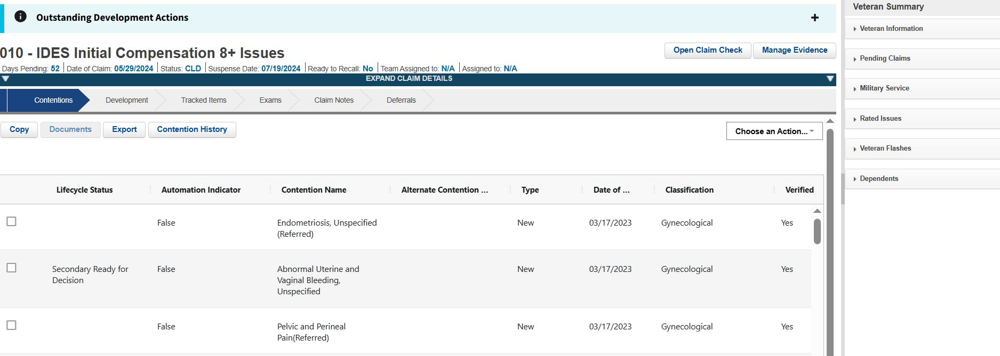 Outstanding Development Actions
010 - IDES Initial Compensation 8+ Issues
Open Claim Check
Manage Evidence
Days Pending: 52 Date of Claim: 05/29/2024 Status: CLD Suspense Date: 07/19/2024 Ready to Recall: No Team Assigned to: N/A Assigned to: N/A
EXPAND CLAIM DETAILS
Contentions Development Tracked Items Exams Claim Notes Deferrals
Copy Documents Export Contention History
Choose an Action...
Lifecycle Status Automation Indicator Contention Name Alternate Contention ... Type Date of ... Classification Verified
False Endometriosis, Unspecified New 03/17/2023 Gynecological Yes
(Referred)
Secondary Ready for False Abnormal Uterine and New 03/17/2023 Gynecological Yes
Decision Vaginal Bleeding,
Unspecified
False Pelvic and Perineal New 03/17/2023 Gynecological Yes
Pain(Referred)
Veteran Summary
Veteran Information
Pending Claims
Military Service
Rated Issues
Veteran Flashes
Dependents